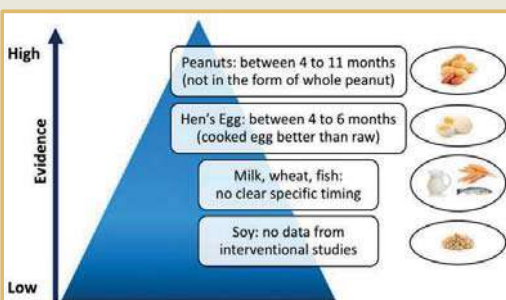 High
Peanuts: between 4 to 11 months
(not in the form of whole peanut)
Hen's Egg: between 4 to 6 months
(cooked egg better than raw)
Evidence
Milk, wheat, fish:
no clear specific timing
Soy: no data from
interventional studies
Low